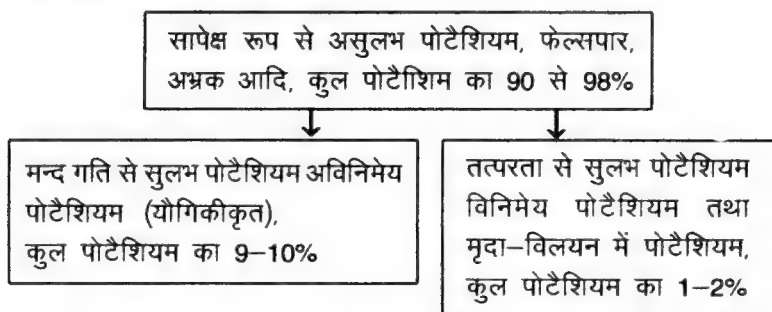 सापेक्ष रूप से असुलभ पोटैशियम, फेल्सपार,
अभ्रक आदि, कुल पोटाशिम का 90 से 98%
मन्द गति से सुलभ पोटैशियम अविनिमेय
पोटैशियम (यौगिकीकृत),
कुल पोटैशियम का 9–10%
तत्परता से सुलभ पोटैशियम
विनिमेय पोटैशियम तथा
मृदा–विलयन में पोटैशियम,
कुल पोटैशियम का 1–2%